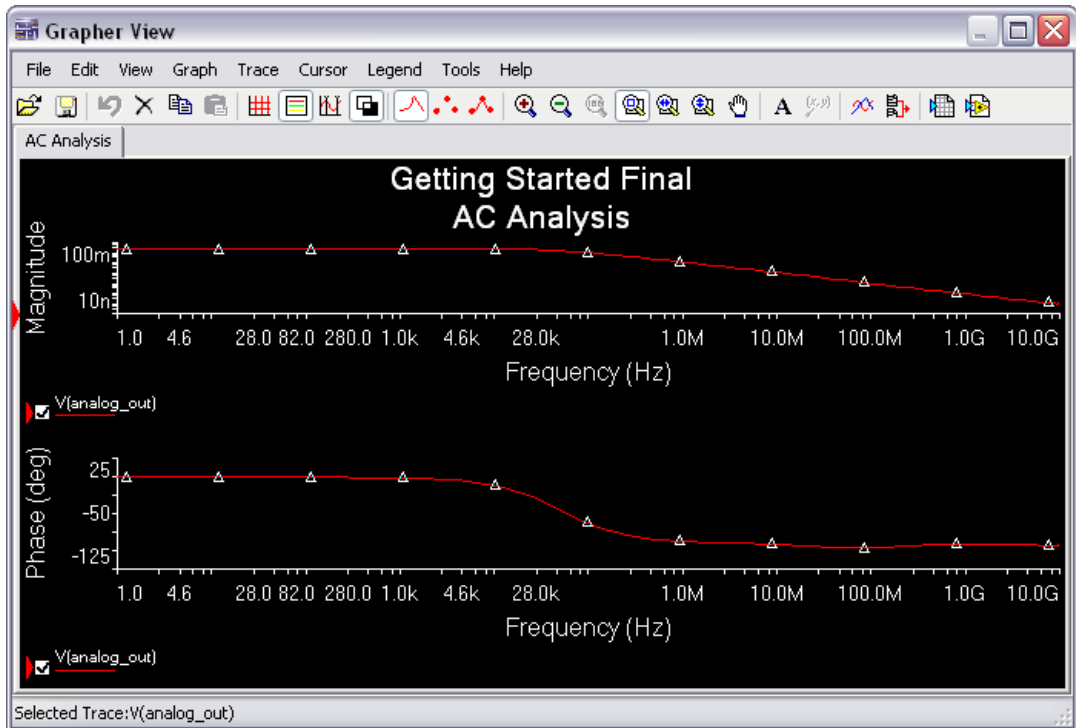 Grapher View
File Edit View Graph Trace Cursor Legend Tools Help
AC Analysis
Getting Started Final
AC Analysis
Magnitude
100m
10n
1.0 4.6 28.0 82.0 280.0 1.0k 4.6k 28.0k 1.0M 10.0M 100.0M 1.0G 10.0G
Frequency (Hz)
V(analog_out)
Phase (deg)
25
-50
-125
1.0 4.6 28.0 82.0 280.0 1.0k 4.6k 28.0k 1.0M 10.0M 100.0M 1.0G 10.0G
Frequency (Hz)
V(analog_out)
Selected Trace:V(analog_out)